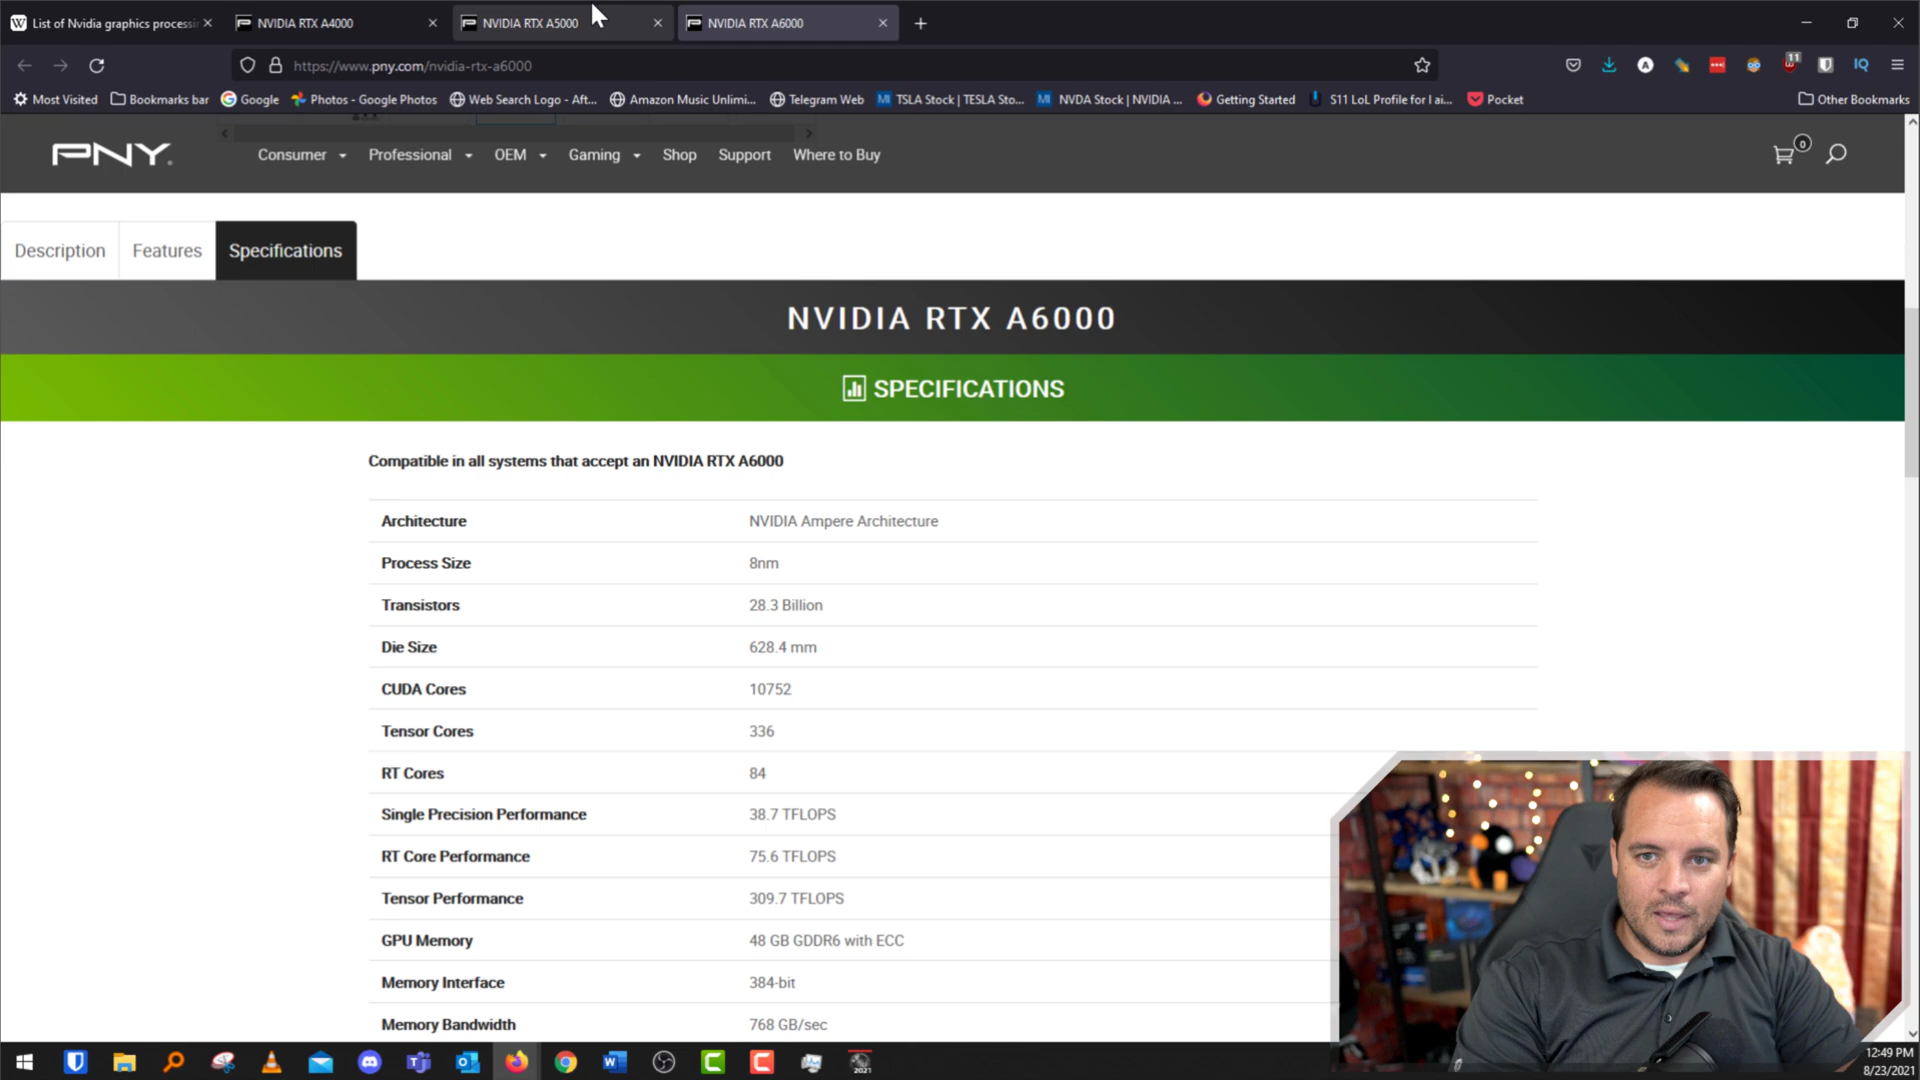 List of Nvidia graphics processin
NVIDIA RTX A4000
NVIDIA RTX A5000
NVIDIA RTX A6000
https://www.pny.com/nvidia-rtx-a6000
11
IQ
Most Visited
Bookmarks bar
Google
Photos - Google Photos
Web Search Logo - Aft...
Amazon Music Unlimi...
Telegram Web
TSLA Stock | TESLA Sto...
NVDA Stock | NVIDIA ...
Getting Started
S11 LoL Profile for I ai...
Pocket
Other Bookmarks
PNY
Consumer
Professional
OEM
Gaming
Shop
Support
Where to Buy
0
Description
Features
Specifications
NVIDIA RTX A6000
SPECIFICATIONS
Compatible in all systems that accept an NVIDIA RTX A6000
Architecture NVIDIA Ampere Architecture
Process Size 8nm
Transistors 28.3 Billion
Die Size 628.4 mm
CUDA Cores 10752
Tensor Cores 336
RT Cores 84
Single Precision Performance 38.7 TFLOPS
RT Core Performance 75.6 TFLOPS
Tensor Performance 309.7 TFLOPS
GPU Memory 48 GB GDDR6 with ECC
Memory Interface 384-bit
Memory Bandwidth 768 GB/sec
2021
12:49 PM
8/23/2021